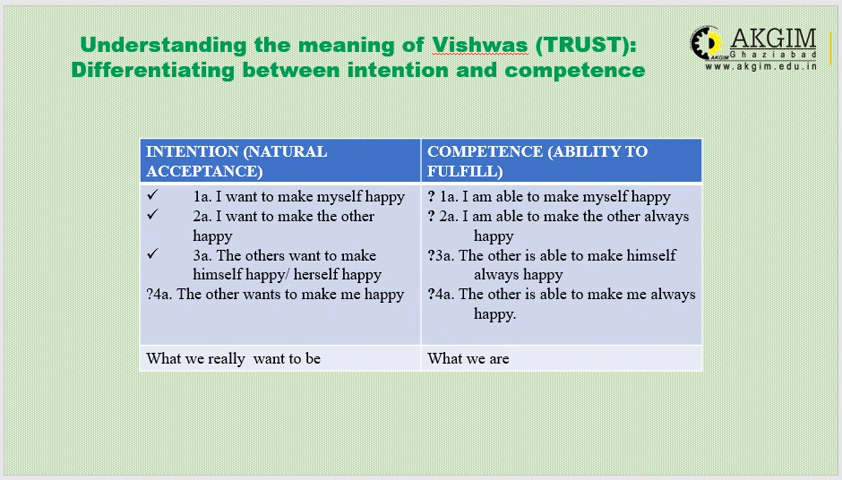 Understanding the meaning of Vishwas (TRUST):
Differentiating between intention and competence
AKGIM
Ghaziabad
AKGIM
www.akgim.edu.in
INTENTION (NATURAL
ACCEPTANCE)
✓ 1a. I want to make myself happy
✓ 2a. I want to make the other
happy
✓ 3a. The others want to make
himself happy/ herself happy
?4a. The other wants to make me happy
What we really want to be
COMPETENCE (ABILITY TO
FULFILL)
? 1a. I am able to make myself happy
? 2a. I am able to make the other always
happy
?3a. The other is able to make himself
always happy
?4a. The other is able to make me always
happy.
What we are